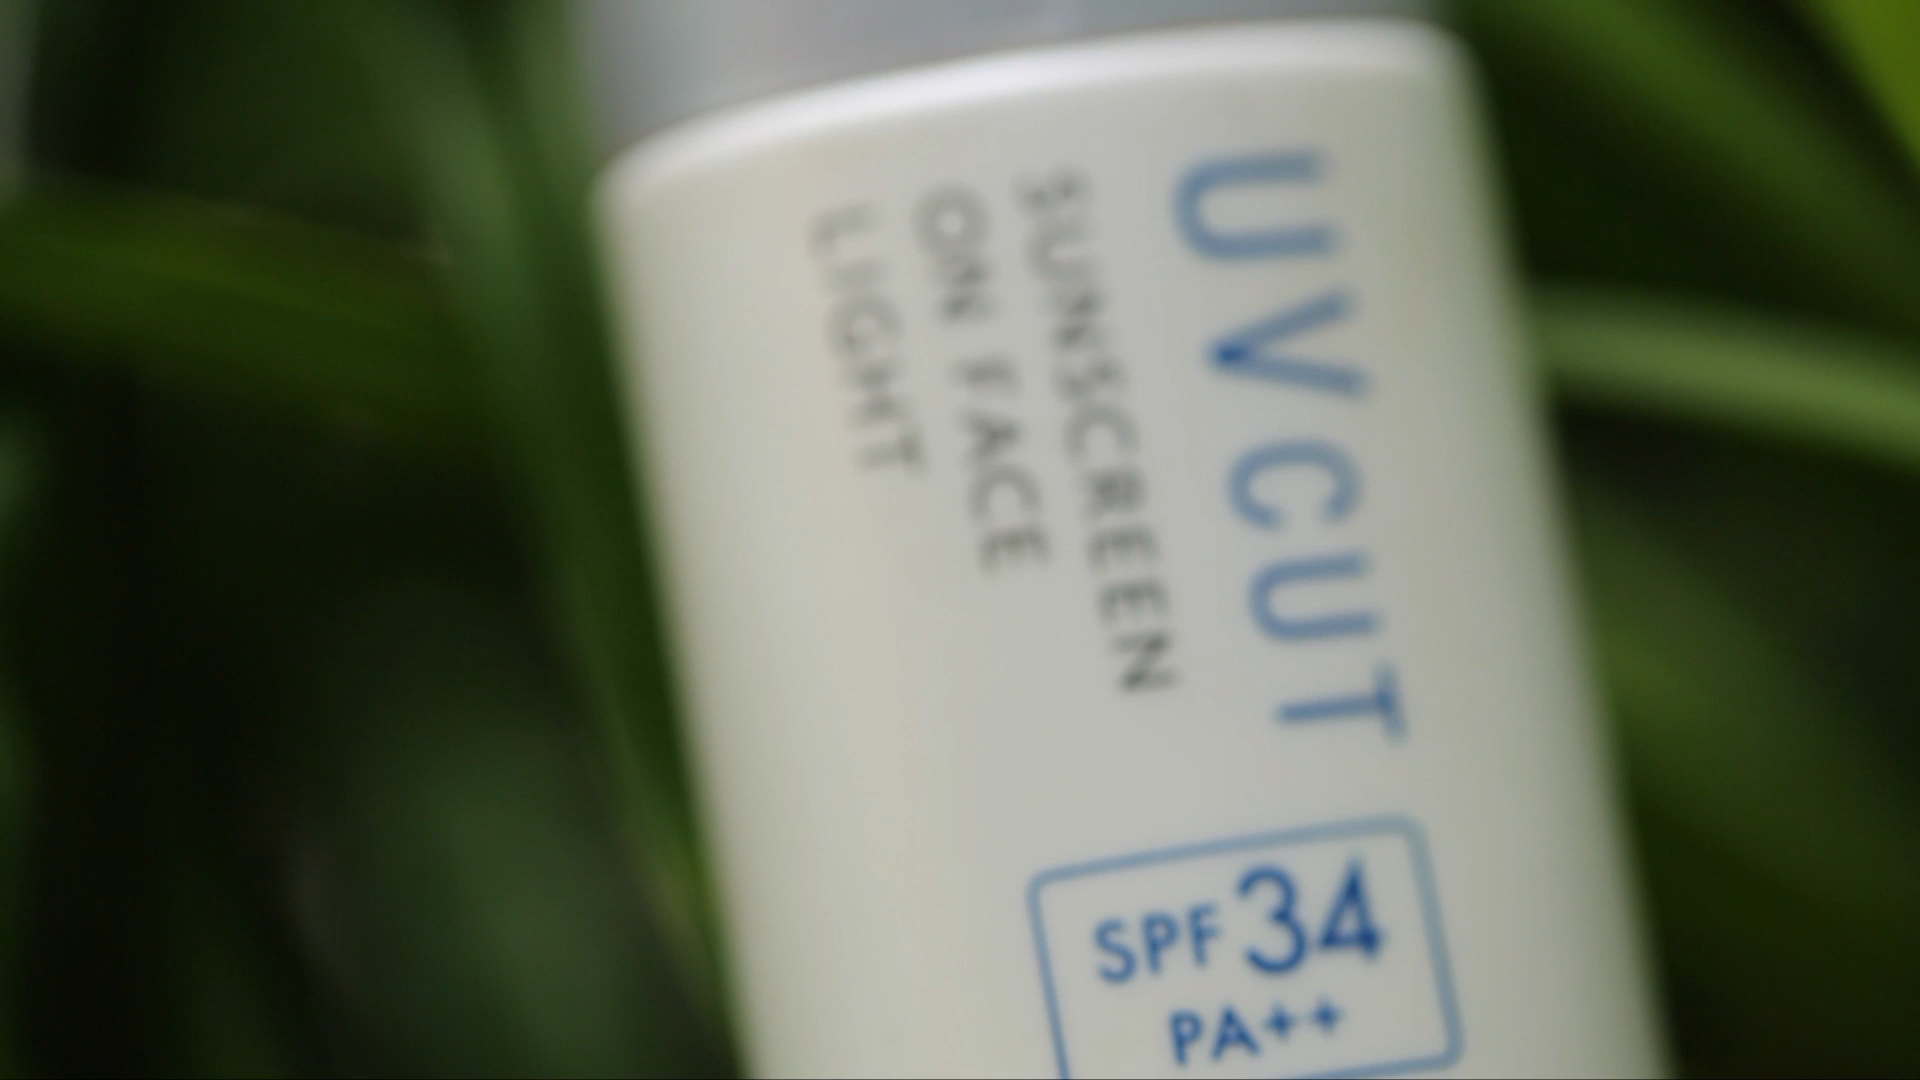 UV CUT
SUNSCREEN
ON FACE
LIGHT
SPF 34
PA++